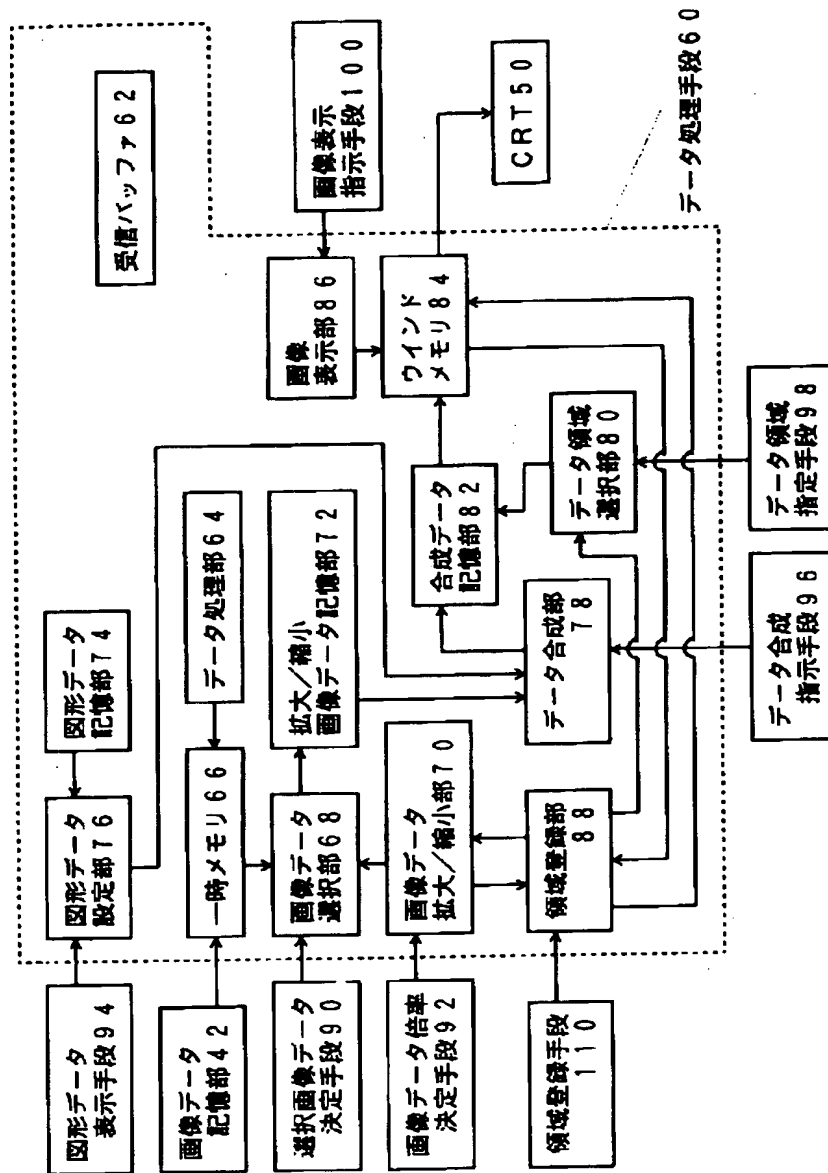 図形データ
表示手段94
画像データ
記憶部42
選択画像データ
決定手段90
画像データ倍率
決定手段92
領域登録手段
110
図形データ
設定部76
図形データ
記憶部74
一時メモリ66
データ処理部64
画像データ
選択部68
拡大/縮小
画像データ記憶部72
画像データ
拡大/縮小部70
領域登録部
88
データ合成部
78
合成データ
記憶部82
データ領域
選択部80
ウインド
メモリ84
画像
表示部86
受信バッファ62
画像表示
指示手段100
CRT50
データ処理手段60
データ合成
指示手段96
データ領域
指定手段98